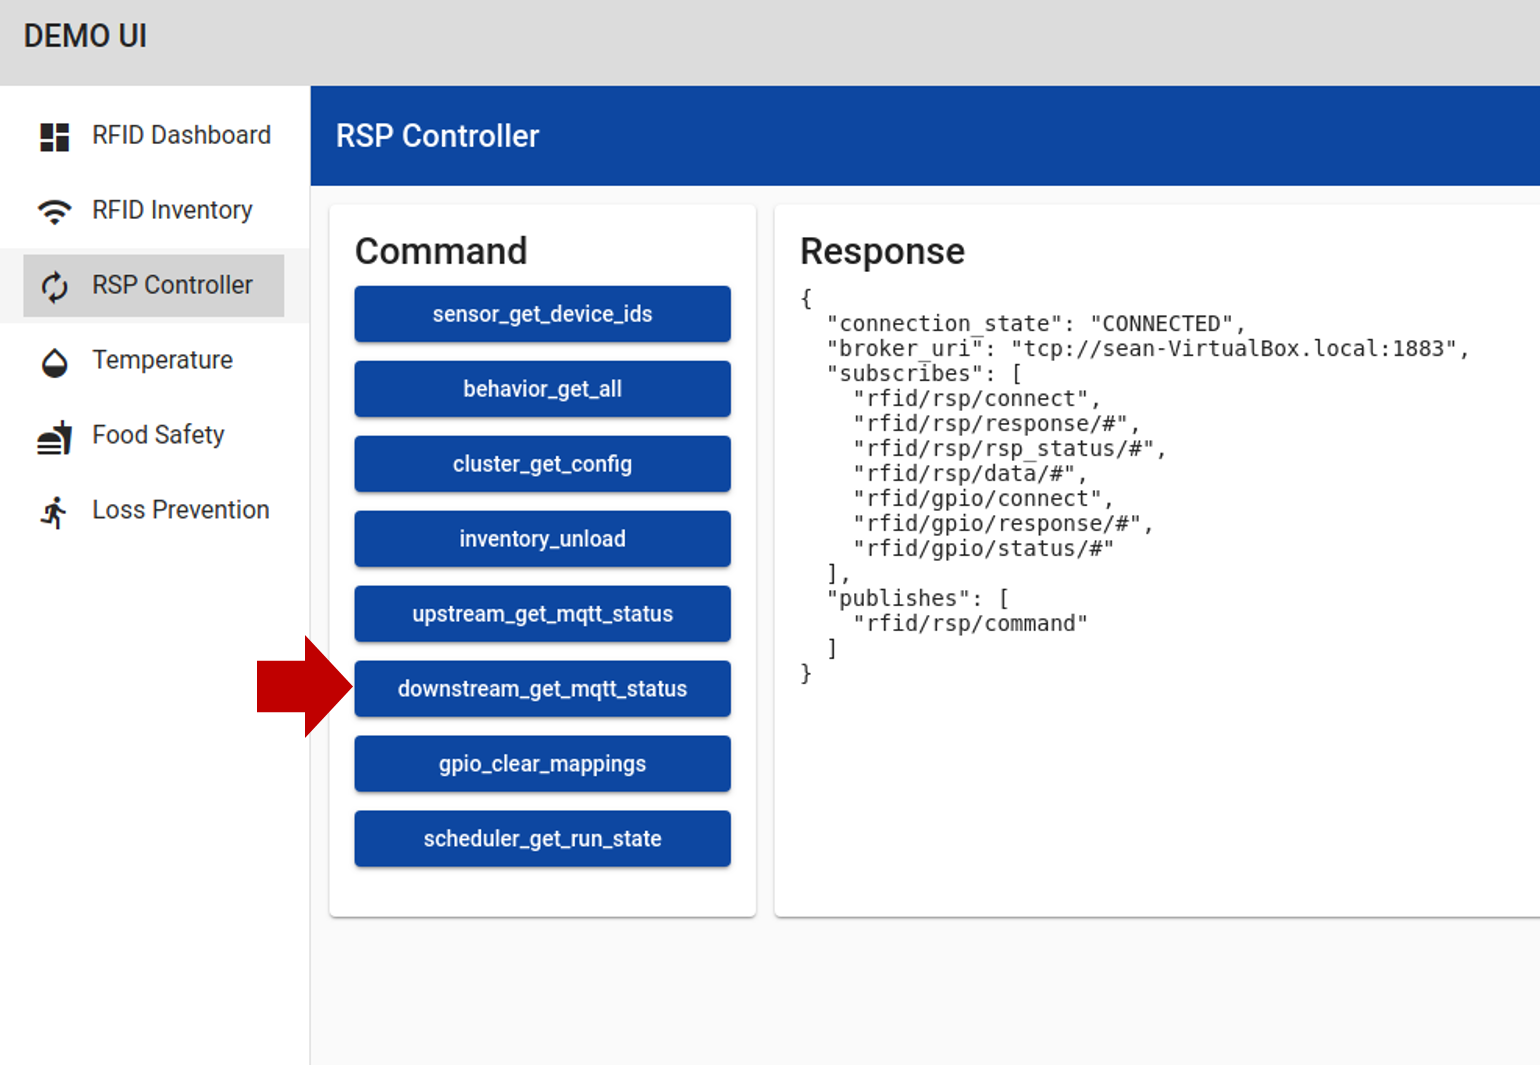 DEMO UI
RFID Dashboard
RFID Inventory
RSP Controller
Temperature
Food Safety
Loss Prevention
RSP Controller
Command
sensor_get_device_ids
behavior_get_all
cluster_get_config
inventory_unload
upstream_get_mqtt_status
downstream_get_mqtt_status
gpio_clear_mappings
scheduler_get_run_state
Response
{
  "connection_state": "CONNECTED",
  "broker_uri": "tcp://sean-VirtualBox.local:1883",
  "subscribes": [
    "rfid/rsp/connect",
    "rfid/rsp/response/#",
    "rfid/rsp/rsp_status/#",
    "rfid/rsp/data/#",
    "rfid/gpio/connect",
    "rfid/gpio/response/#",
    "rfid/gpio/status/#"
  ],
  "publishes": [
    "rfid/rsp/command"
  ]
}